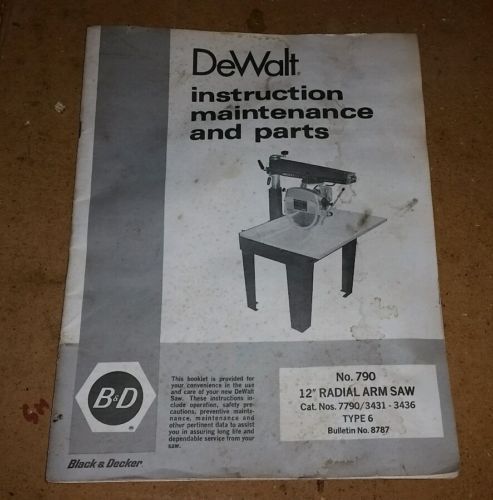 DeWalt®
instruction
maintenance
and parts
This booklet is provided for
your convenience in the use
and care of your new DeWalt
Saw. These instructions in-
clude operation, safety pre-
cautions, preventive mainte-
nance, maintenance and
other pertinent data to assist
you in assuring long life and
dependable service from your
saw.
B&D
®
Black & Decker
No. 790
12" RADIAL ARM SAW
Cat. Nos. 7790/3431 - 3436
TYPE 6
Bulletin No. 8787